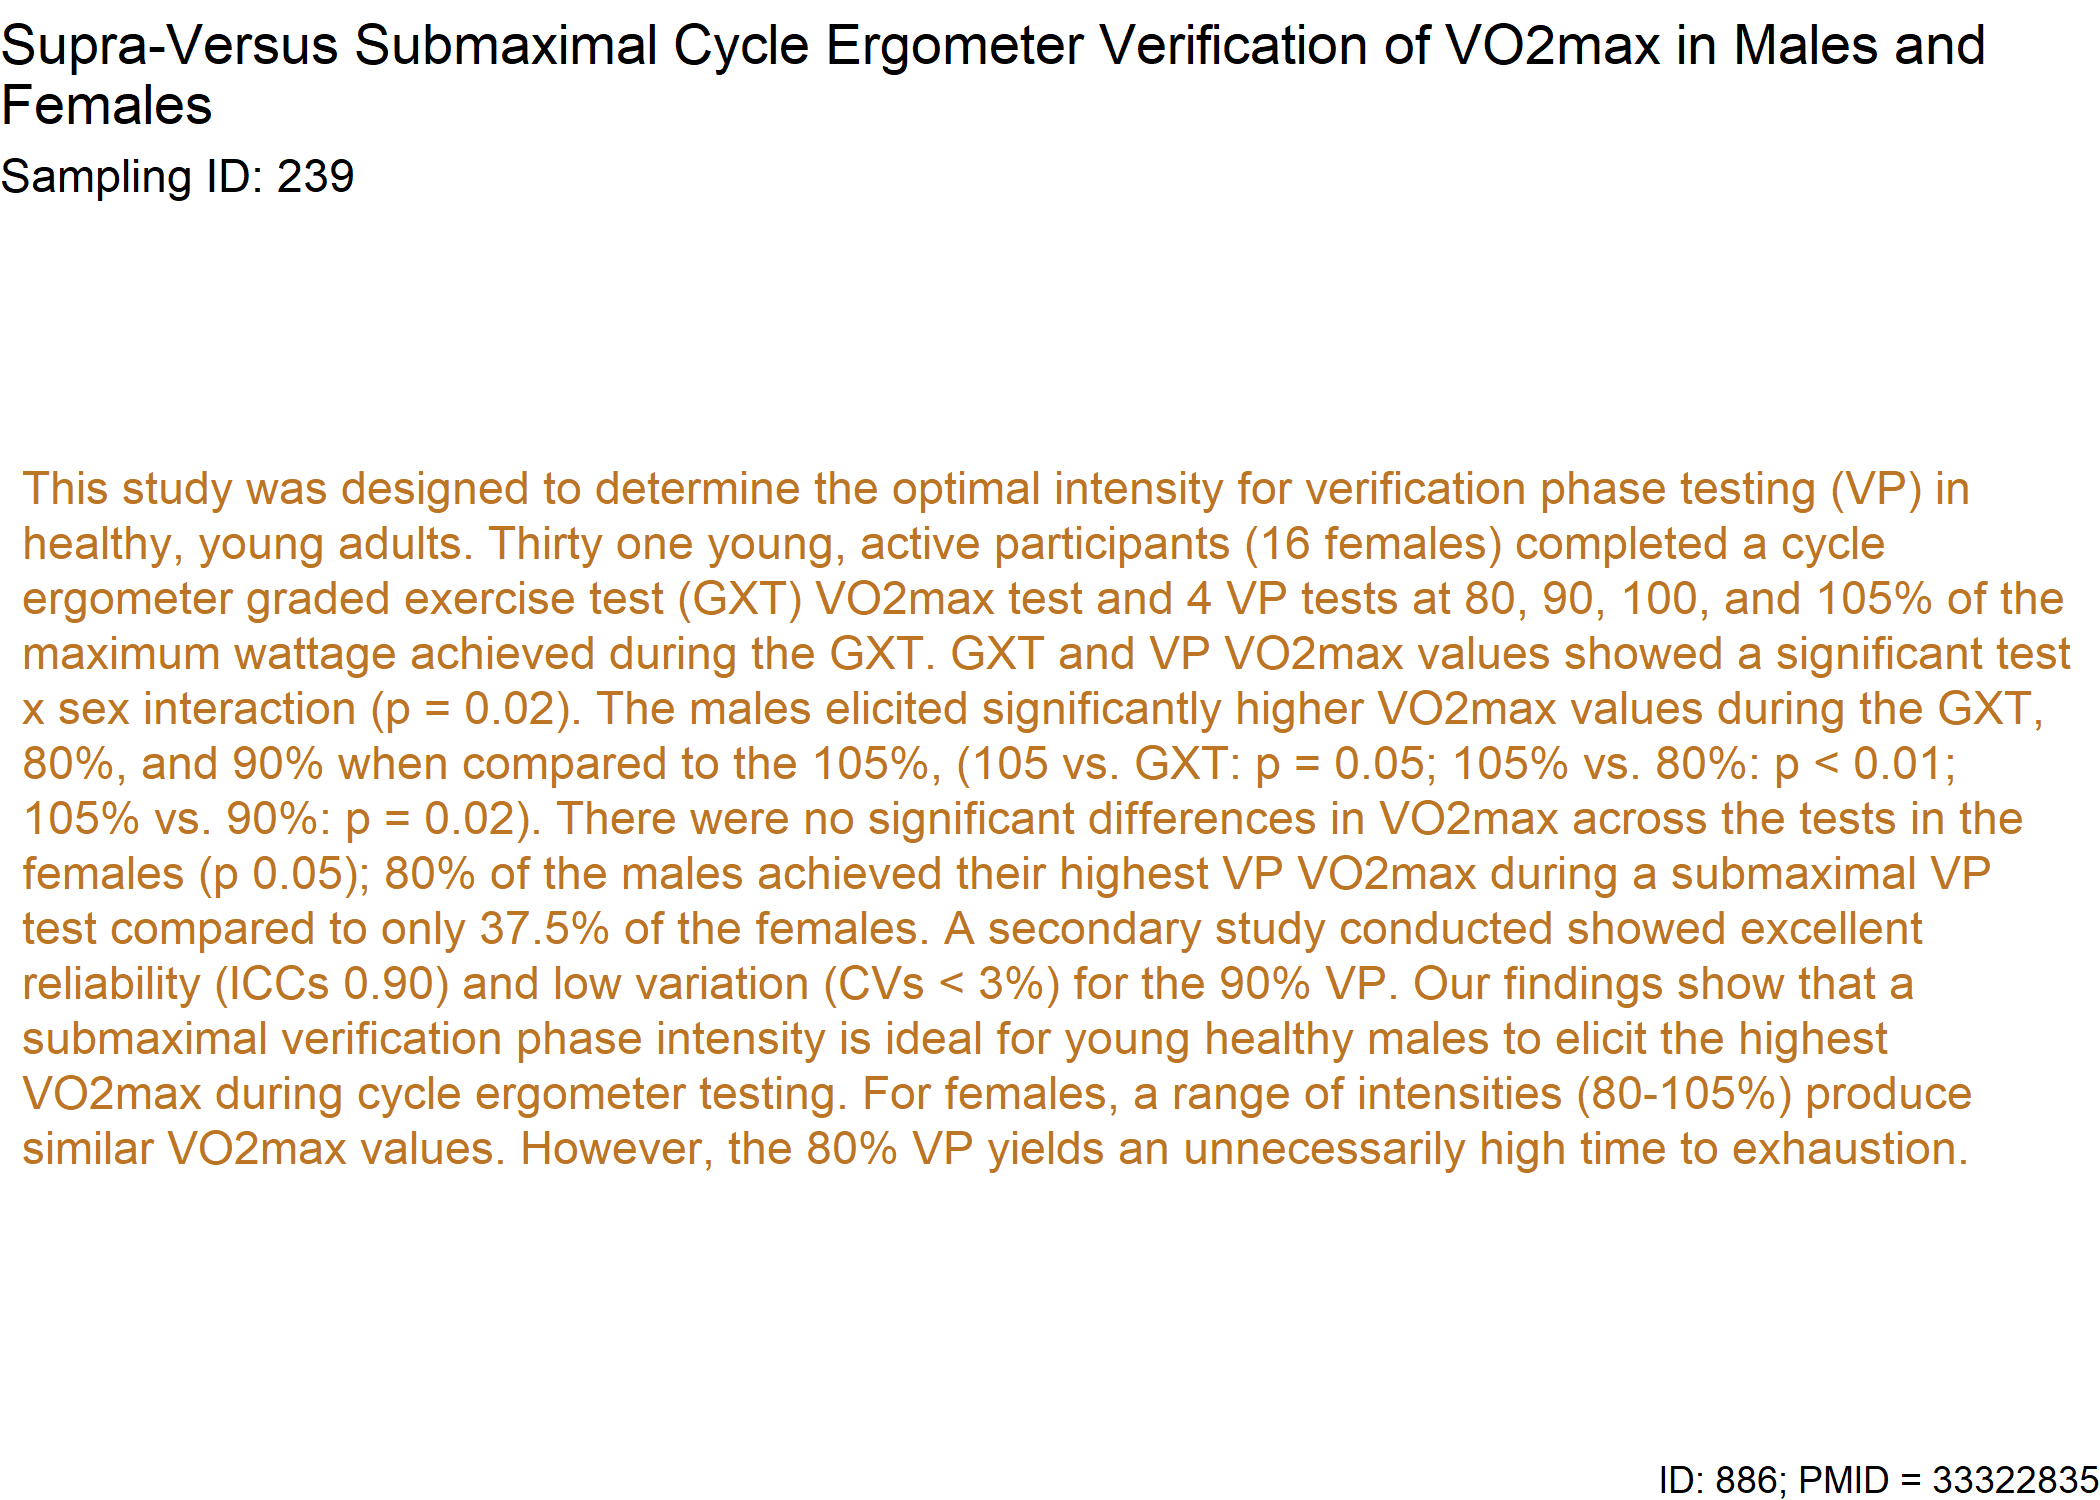 Supra-Versus Submaximal Cycle Ergometer Verification of VO2max in Males and
Females
Sampling ID: 239
This study was designed to determine the optimal intensity for verification phase testing (VP) in
healthy, young adults. Thirty one young, active participants (16 females) completed a cycle
ergometer graded exercise test (GXT) VO2max test and 4 VP tests at 80, 90, 100, and 105% of the
maximum wattage achieved during the GXT. GXT and VP VO2max values showed a significant test
x sex interaction (p = 0.02). The males elicited significantly higher VO2max values during the GXT,
80%, and 90% when compared to the 105%, (105 vs. GXT: p = 0.05; 105% vs. 80%: p < 0.01;
105% vs. 90%: p = 0.02). There were no significant differences in VO2max across the tests in the
females (p 0.05); 80% of the males achieved their highest VP VO2max during a submaximal VP
test compared to only 37.5% of the females. A secondary study conducted showed excellent
reliability (ICCs 0.90) and low variation (CVs < 3%) for the 90% VP. Our findings show that a
submaximal verification phase intensity is ideal for young healthy males to elicit the highest
VO2max during cycle ergometer testing. For females, a range of intensities (80-105%) produce
similar VO2max values. However, the 80% VP yields an unnecessarily high time to exhaustion.
ID: 886; PMID = 33322835